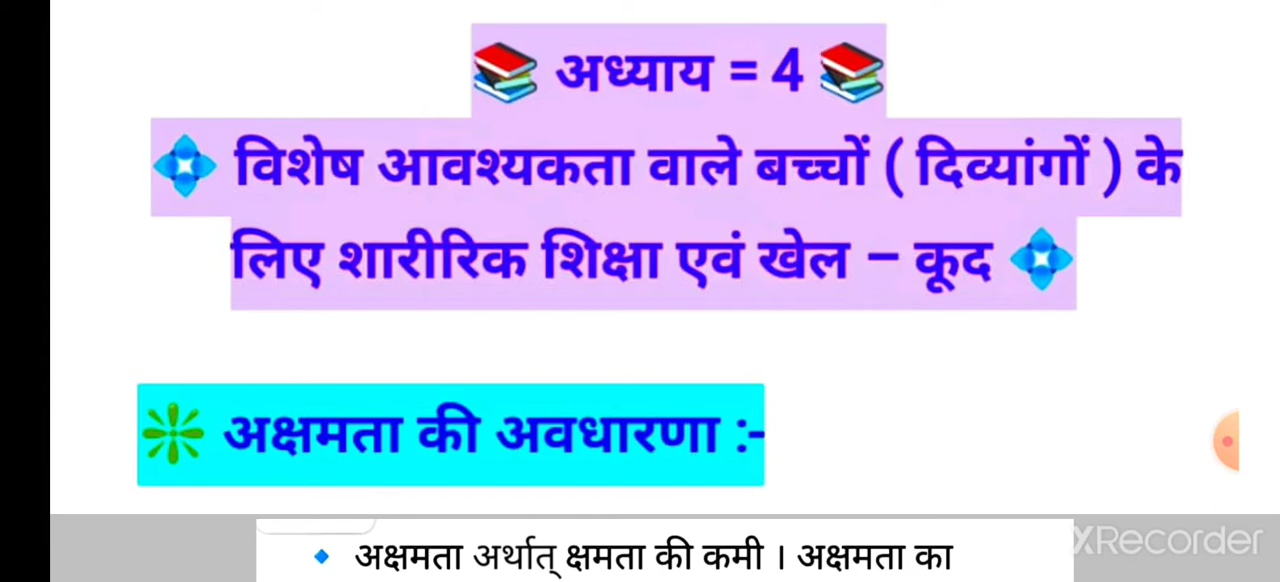 📚 अध्याय = 4 📚
💠 विशेष आवश्यकता वाले बच्चों ( दिव्यांगों ) के
लिए शारीरिक शिक्षा एवं खेल – कूद 💠
❇ अक्षमता की अवधारणा :-
🔹 अक्षमता अर्थात् क्षमता की कमी । अक्षमता का
XRecorder